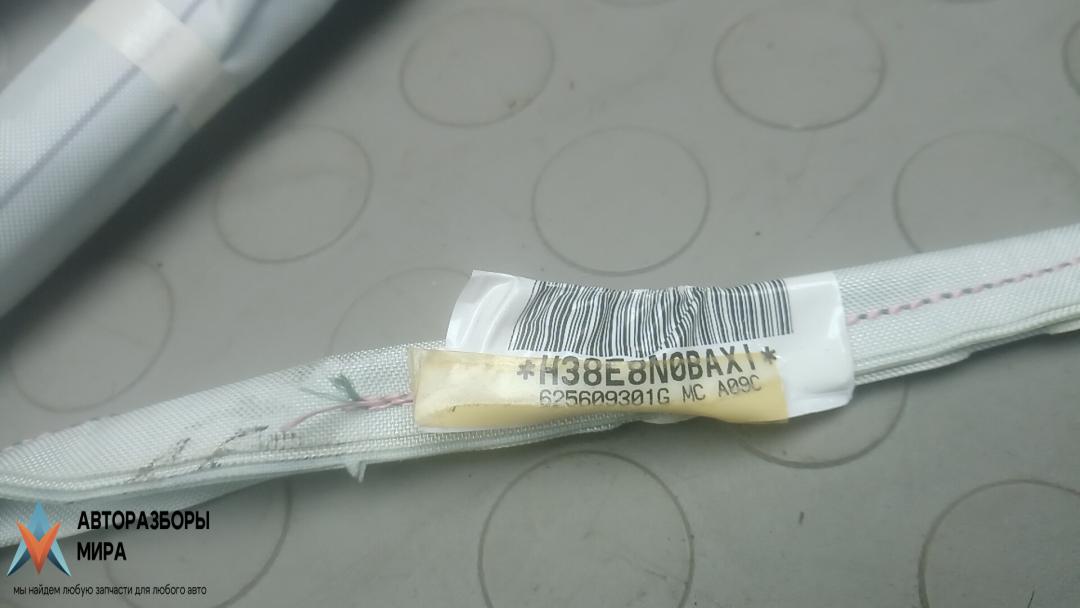 *H38E8N0BAXI*
625609301G MC A09C
АВТОРАЗБОРЫ
МИРА
мы найдем любую запчасти для любого авто